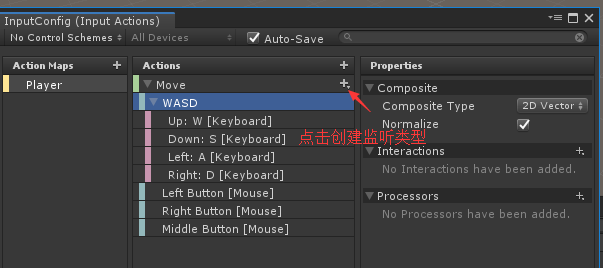 InputConfig (Input Actions)
No Control Schemes All Devices Auto-Save
Action Maps
Player
Actions
Move
WASD
Up: W [Keyboard]
Down: S [Keyboard]
Left: A [Keyboard]
Right: D [Keyboard]
Left Button [Mouse]
Right Button [Mouse]
Middle Button [Mouse]
点击创建监听类型
Properties
Composite
Composite Type 2D Vector
Normalize
Interactions
No Interactions have been added.
Processors
No Processors have been added.